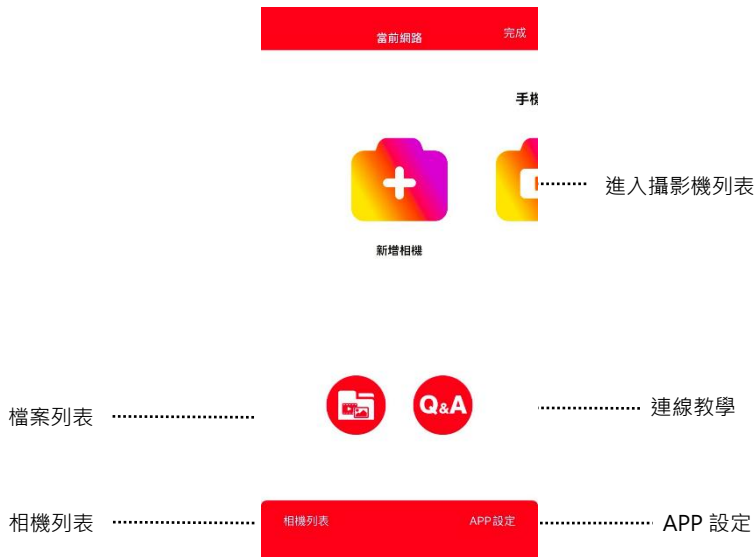 當前網路 完成
手機
進入攝影機列表
新增相機
Q&A
檔案列表
連線教學
相機列表 相機列表 APP設定 APP 設定